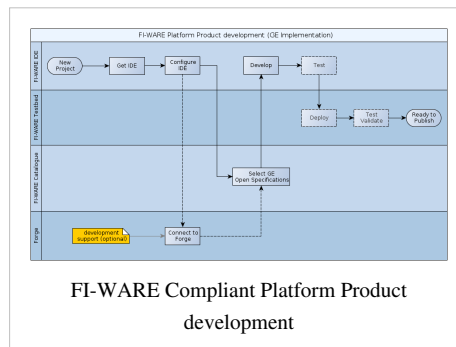 FI-WARE Platform Product development (GE Implementation)
FI-WARE IDE
New
Project
Get IDE
Configure
IDE
Develop
Test
FI-WARE Testbed
Deploy
Test
Validate
Ready to
Publish
FI-WARE Catalogue
Select GE
Open Specifications
Forge
development
support (optional)
Connect to
Forge
FI-WARE Compliant Platform Product
development